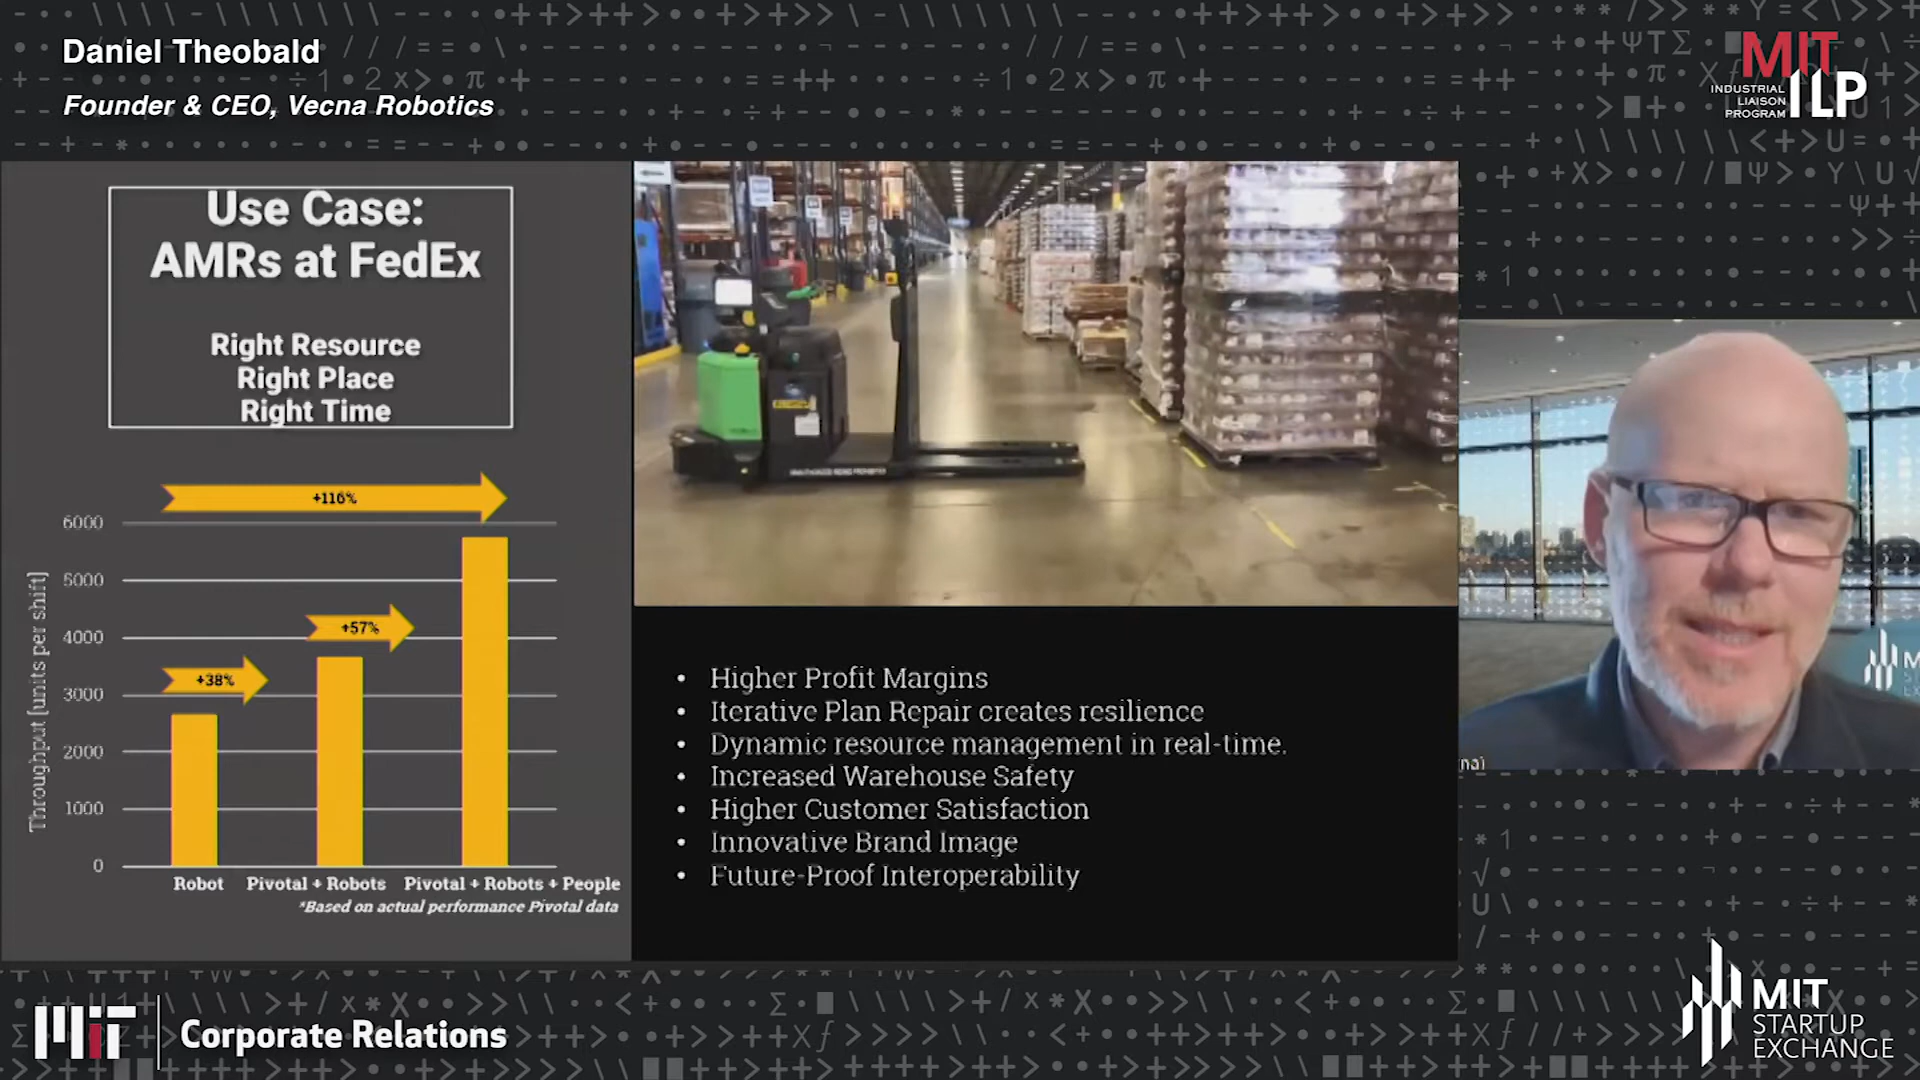 Daniel Theobald
Founder & CEO, Vecna Robotics
MIT
ILP
INDUSTRIAL
LIAISON
PROGRAM
Use Case:
AMRs at FedEx
Right Resource
Right Place
Right Time
+116%
+57%
+38%
6000
5000
4000
3000
2000
1000
0
Throughput [units per shift]
Robot
Pivotal + Robots
Pivotal + Robots + People
*Based on actual performance Pivotal data
• Higher Profit Margins
• Iterative Plan Repair creates resilience
• Dynamic resource management in real-time.
• Increased Warehouse Safety
• Higher Customer Satisfaction
• Innovative Brand Image
• Future-Proof Interoperability
MIT
Corporate Relations
MIT
STARTUP
EXCHANGE